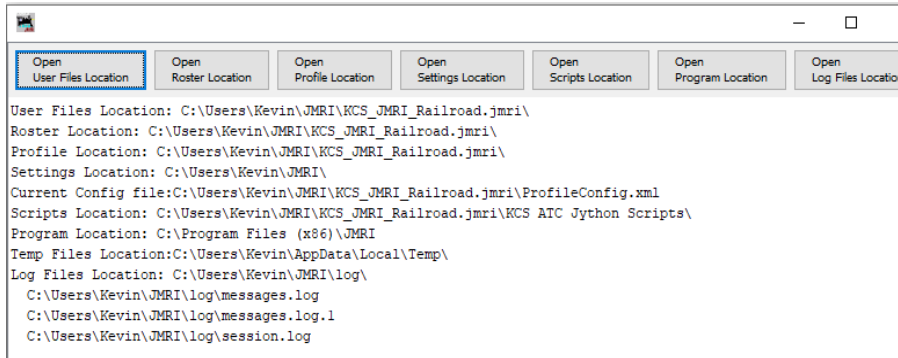 Open
User Files Location
Open
Roster Location
Open
Profile Location
Open
Settings Location
Open
Scripts Location
Open
Program Location
Open
Log Files Locatio
User Files Location: C:\Users\Kevin\JMRI\KCS_JMRI_Railroad.jmri\
Roster Location: C:\Users\Kevin\JMRI\KCS_JMRI_Railroad.jmri\
Profile Location: C:\Users\Kevin\JMRI\KCS_JMRI_Railroad.jmri\
Settings Location: C:\Users\Kevin\JMRI\
Current Config file:C:\Users\Kevin\JMRI\KCS_JMRI_Railroad.jmri\ProfileConfig.xml
Scripts Location: C:\Users\Kevin\JMRI\KCS_JMRI_Railroad.jmri\KCS ATC Jython Scripts\
Program Location: C:\Program Files (x86)\JMRI
Temp Files Location:C:\Users\Kevin\AppData\Local\Temp\
Log Files Location: C:\Users\Kevin\JMRI\log\
C:\Users\Kevin\JMRI\log\messages.log
C:\Users\Kevin\JMRI\log\messages.log.1
C:\Users\Kevin\JMRI\log\session.log